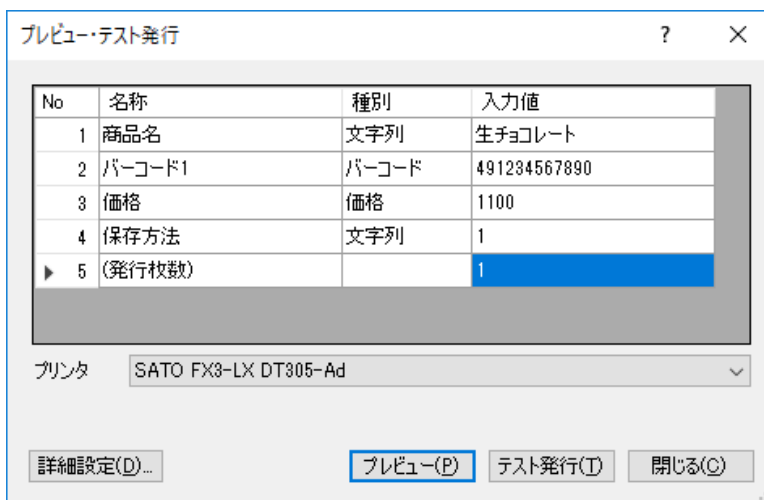 プレビュー・テスト発行 ?
No 名称 種別 入力値
1 商品名 文字列 生チョコレート
2 バーコード1 バーコード 491234567890
3 価格 価格 1100
4 保存方法 文字列 1
5 (発行枚数) 1
プリンタ SATO FX3-LX DT305-Ad
詳細設定(D)... プレビュー(P) テスト発行(T) 閉じる(C)